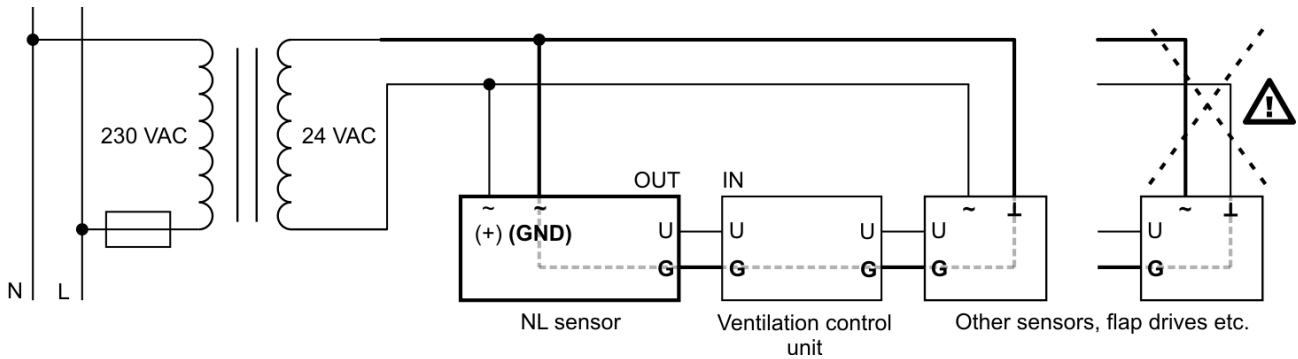 230 VAC
24 VAC
OUT
IN
~
~
~
⊥
~
⊥
(+) (GND)
U
U
U
U
U
G
G
G
G
G
!
N
L
NL sensor
Ventilation control
unit
Other sensors, flap drives etc.